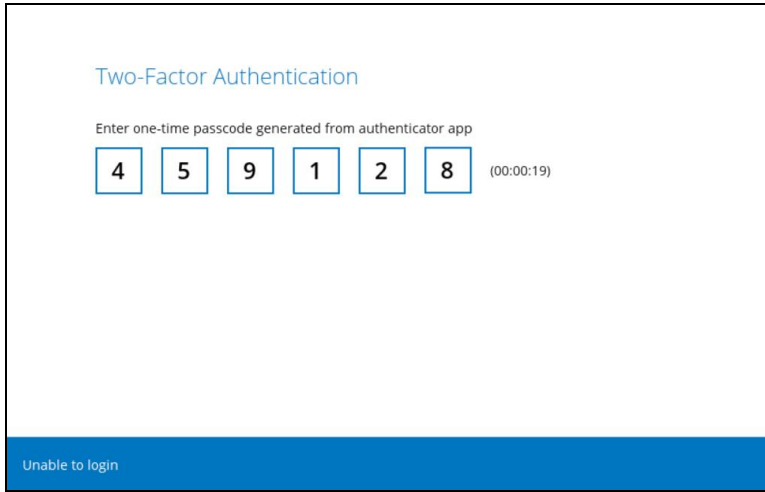 Two-Factor Authentication
Enter one-time passcode generated from authenticator app
4 5 9 1 2 8 (00:00:19)
Unable to login